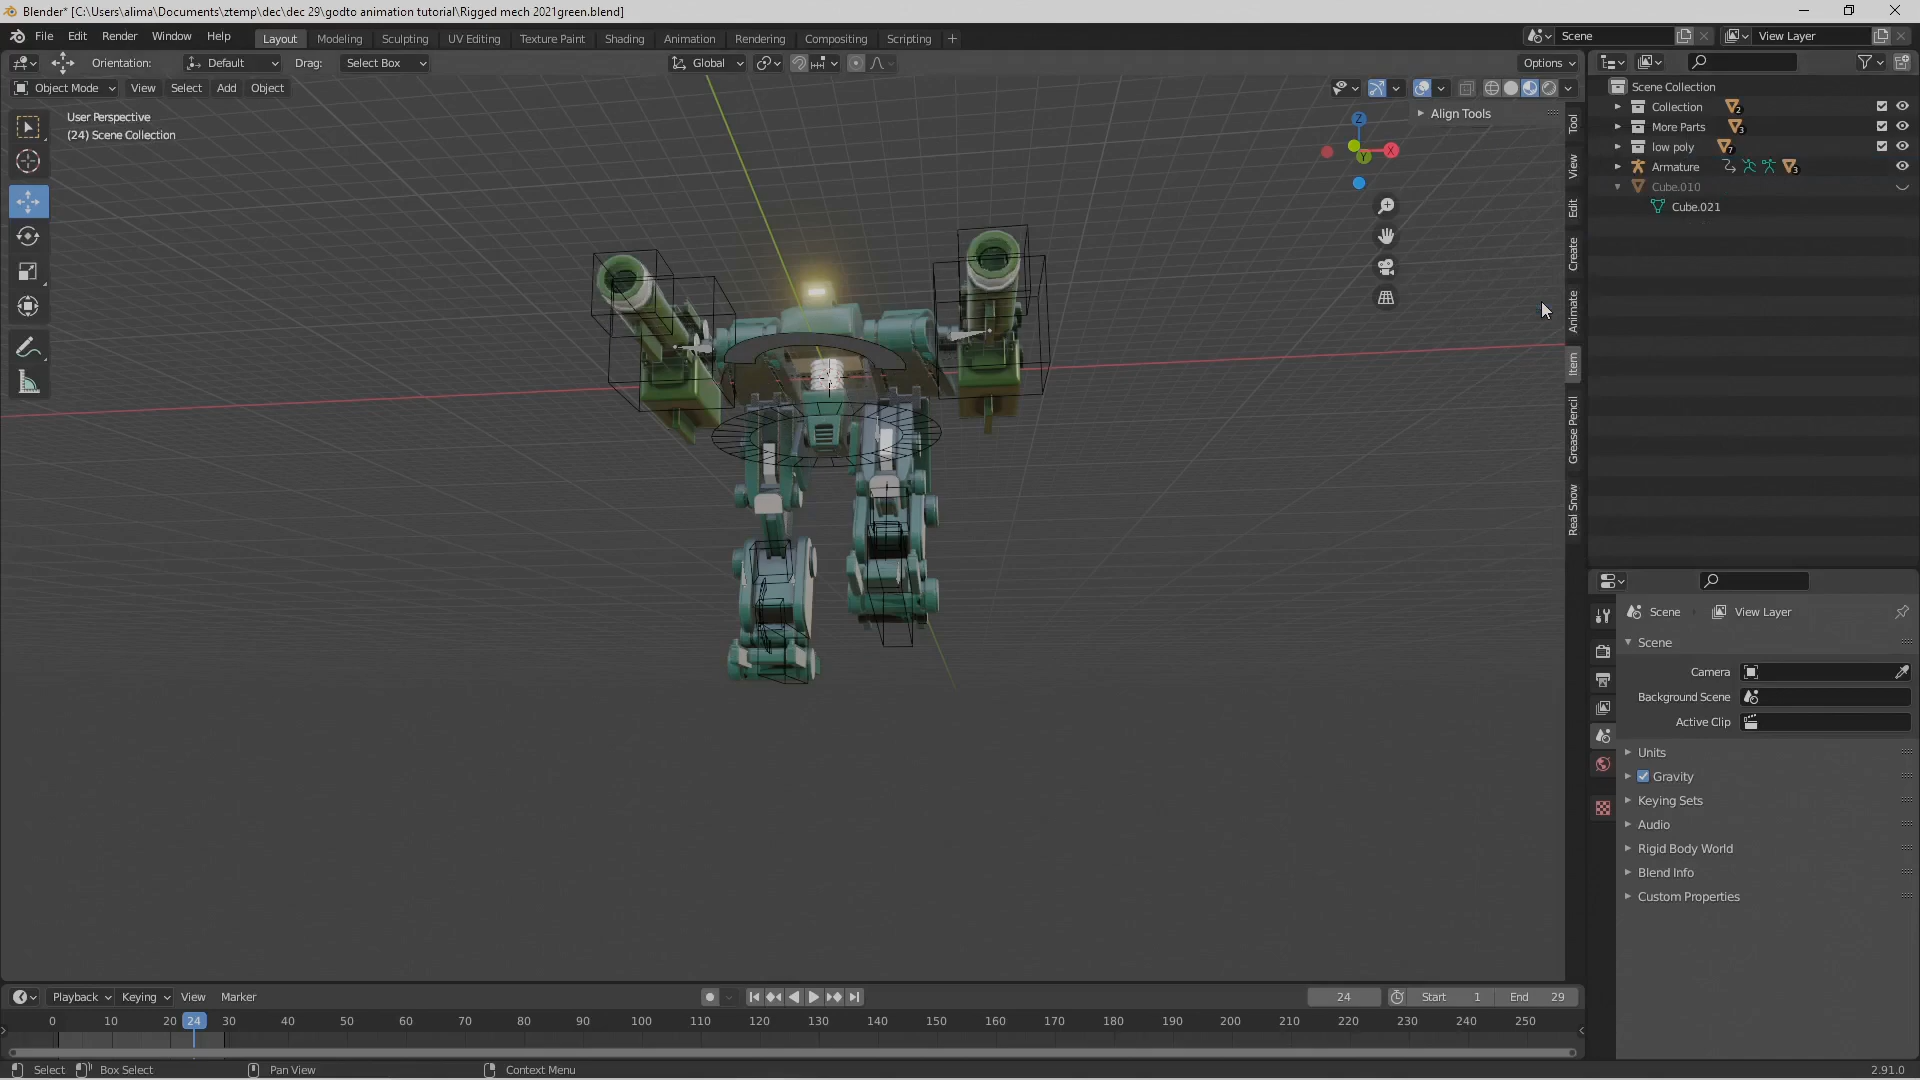 Blender* [C:\Users\alima\Documents\ztemp\dec\dec 29\godto animation tutorial\Rigged mech 2021green.blend]
File Edit Render Window Help Layout Modeling Sculpting UV Editing Texture Paint Shading Animation Rendering Compositing Scripting + Scene View Layer
Orientation: Default Drag: Select Box Global Options
Object Mode View Select Add Object
User Perspective
(24) Scene Collection
Align Tools
Z
X
Y
Tool
View
Edit
Create
Animate
Item
Grease Pencil
Real Snow
Scene Collection
Collection 2
More Parts 3
low poly 7
Armature 3
Cube.010
Cube.021
Scene View Layer
Scene
Camera
Background Scene
Active Clip
Units
Gravity
Keying Sets
Audio
Rigid Body World
Blend Info
Custom Properties
Playback Keying View Marker 24 Start 1 End 29
0 10 20 24 30 40 50 60 70 80 90 100 110 120 130 140 150 160 170 180 190 200 210 220 230 240 250
Select Box Select Pan View Context Menu 2.91.0